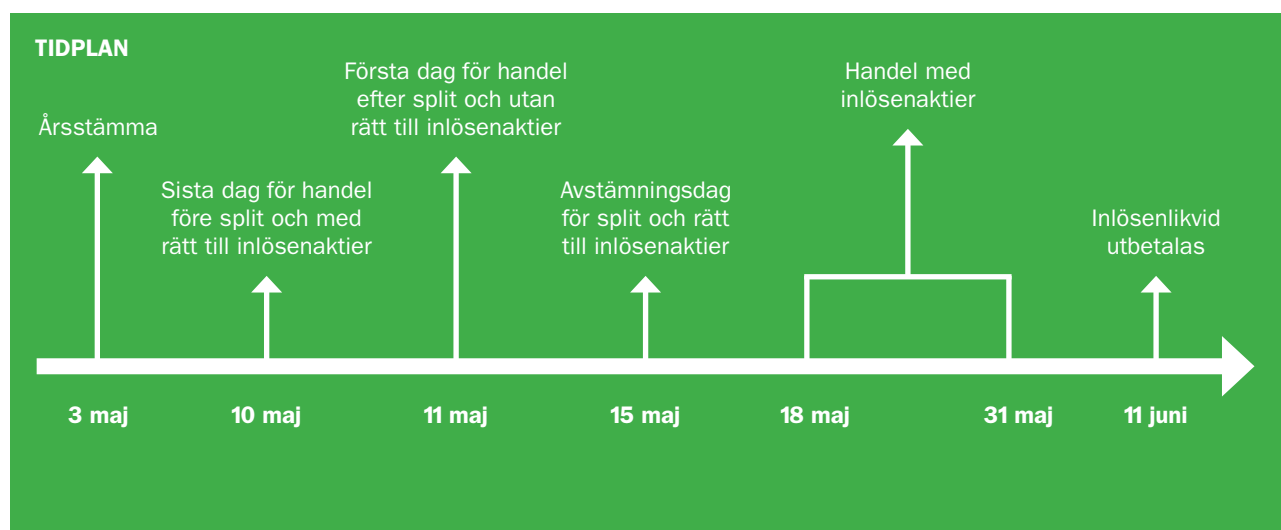 TIDPLAN
Årsstämma
Sista dag för handel
före split och med
rätt till inlösenaktier
Första dag för handel
efter split och utan
rätt till inlösenaktier
Avstämningsdag
för split och rätt
till inlösenaktier
Handel med
inlösenaktier
Inlösenlikvid
utbetalas
3 maj
10 maj
11 maj
15 maj
18 maj
31 maj
11 juni